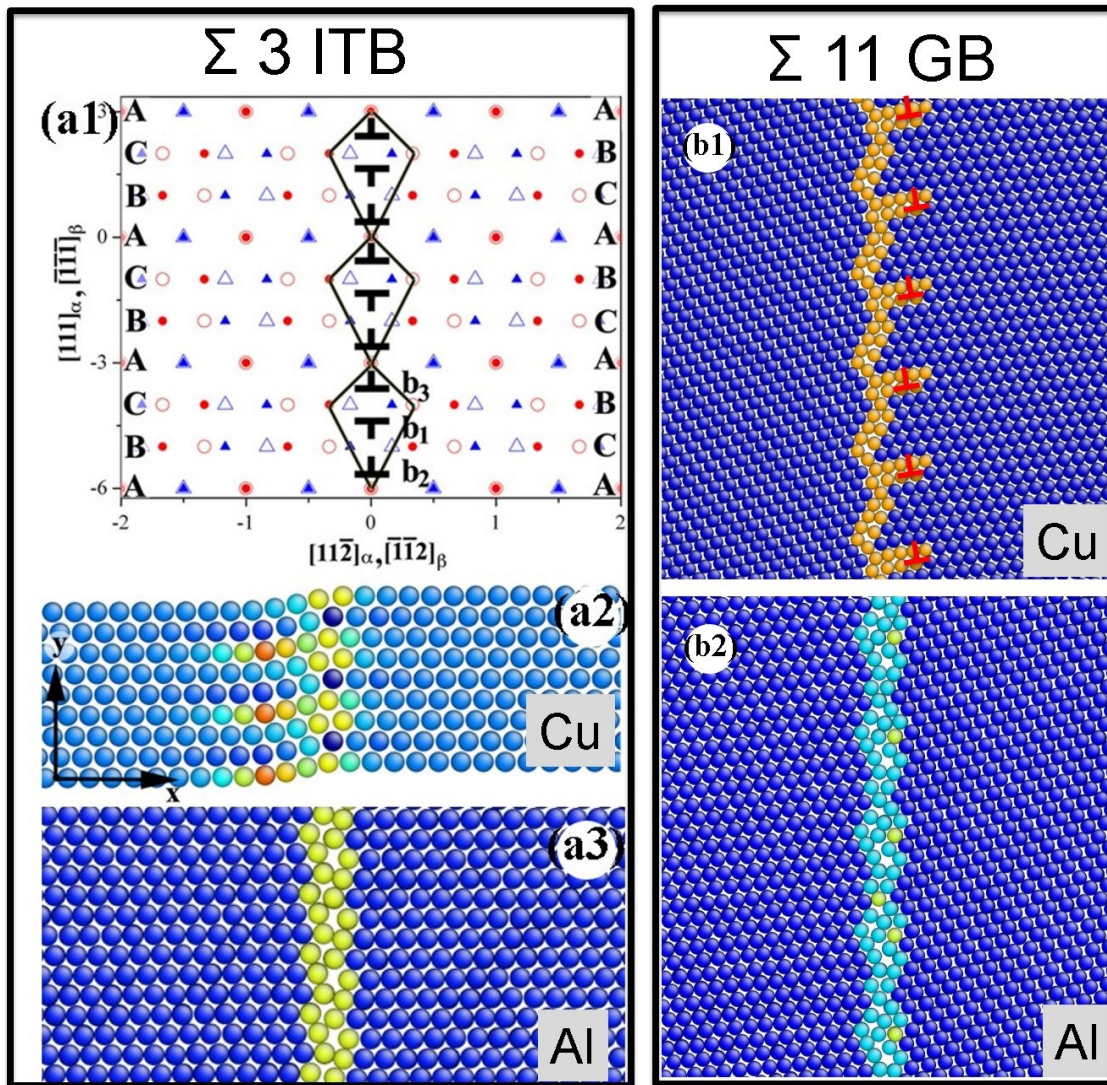 Σ 3 ITB
(a1)
A 3 A
C B
B C
A 0 A
C B
B C
A -3 A
C b₃ B
b₁
B C
b₂
A -6 A
-2 -1 0 1 2
[111]α, [1̅1̅1̅]β
[112̅]α,[1̅1̅2]β
(a2)
y
x
Cu
(a3)
Al
Σ 11 GB
(b1)
Cu
(b2)
Al